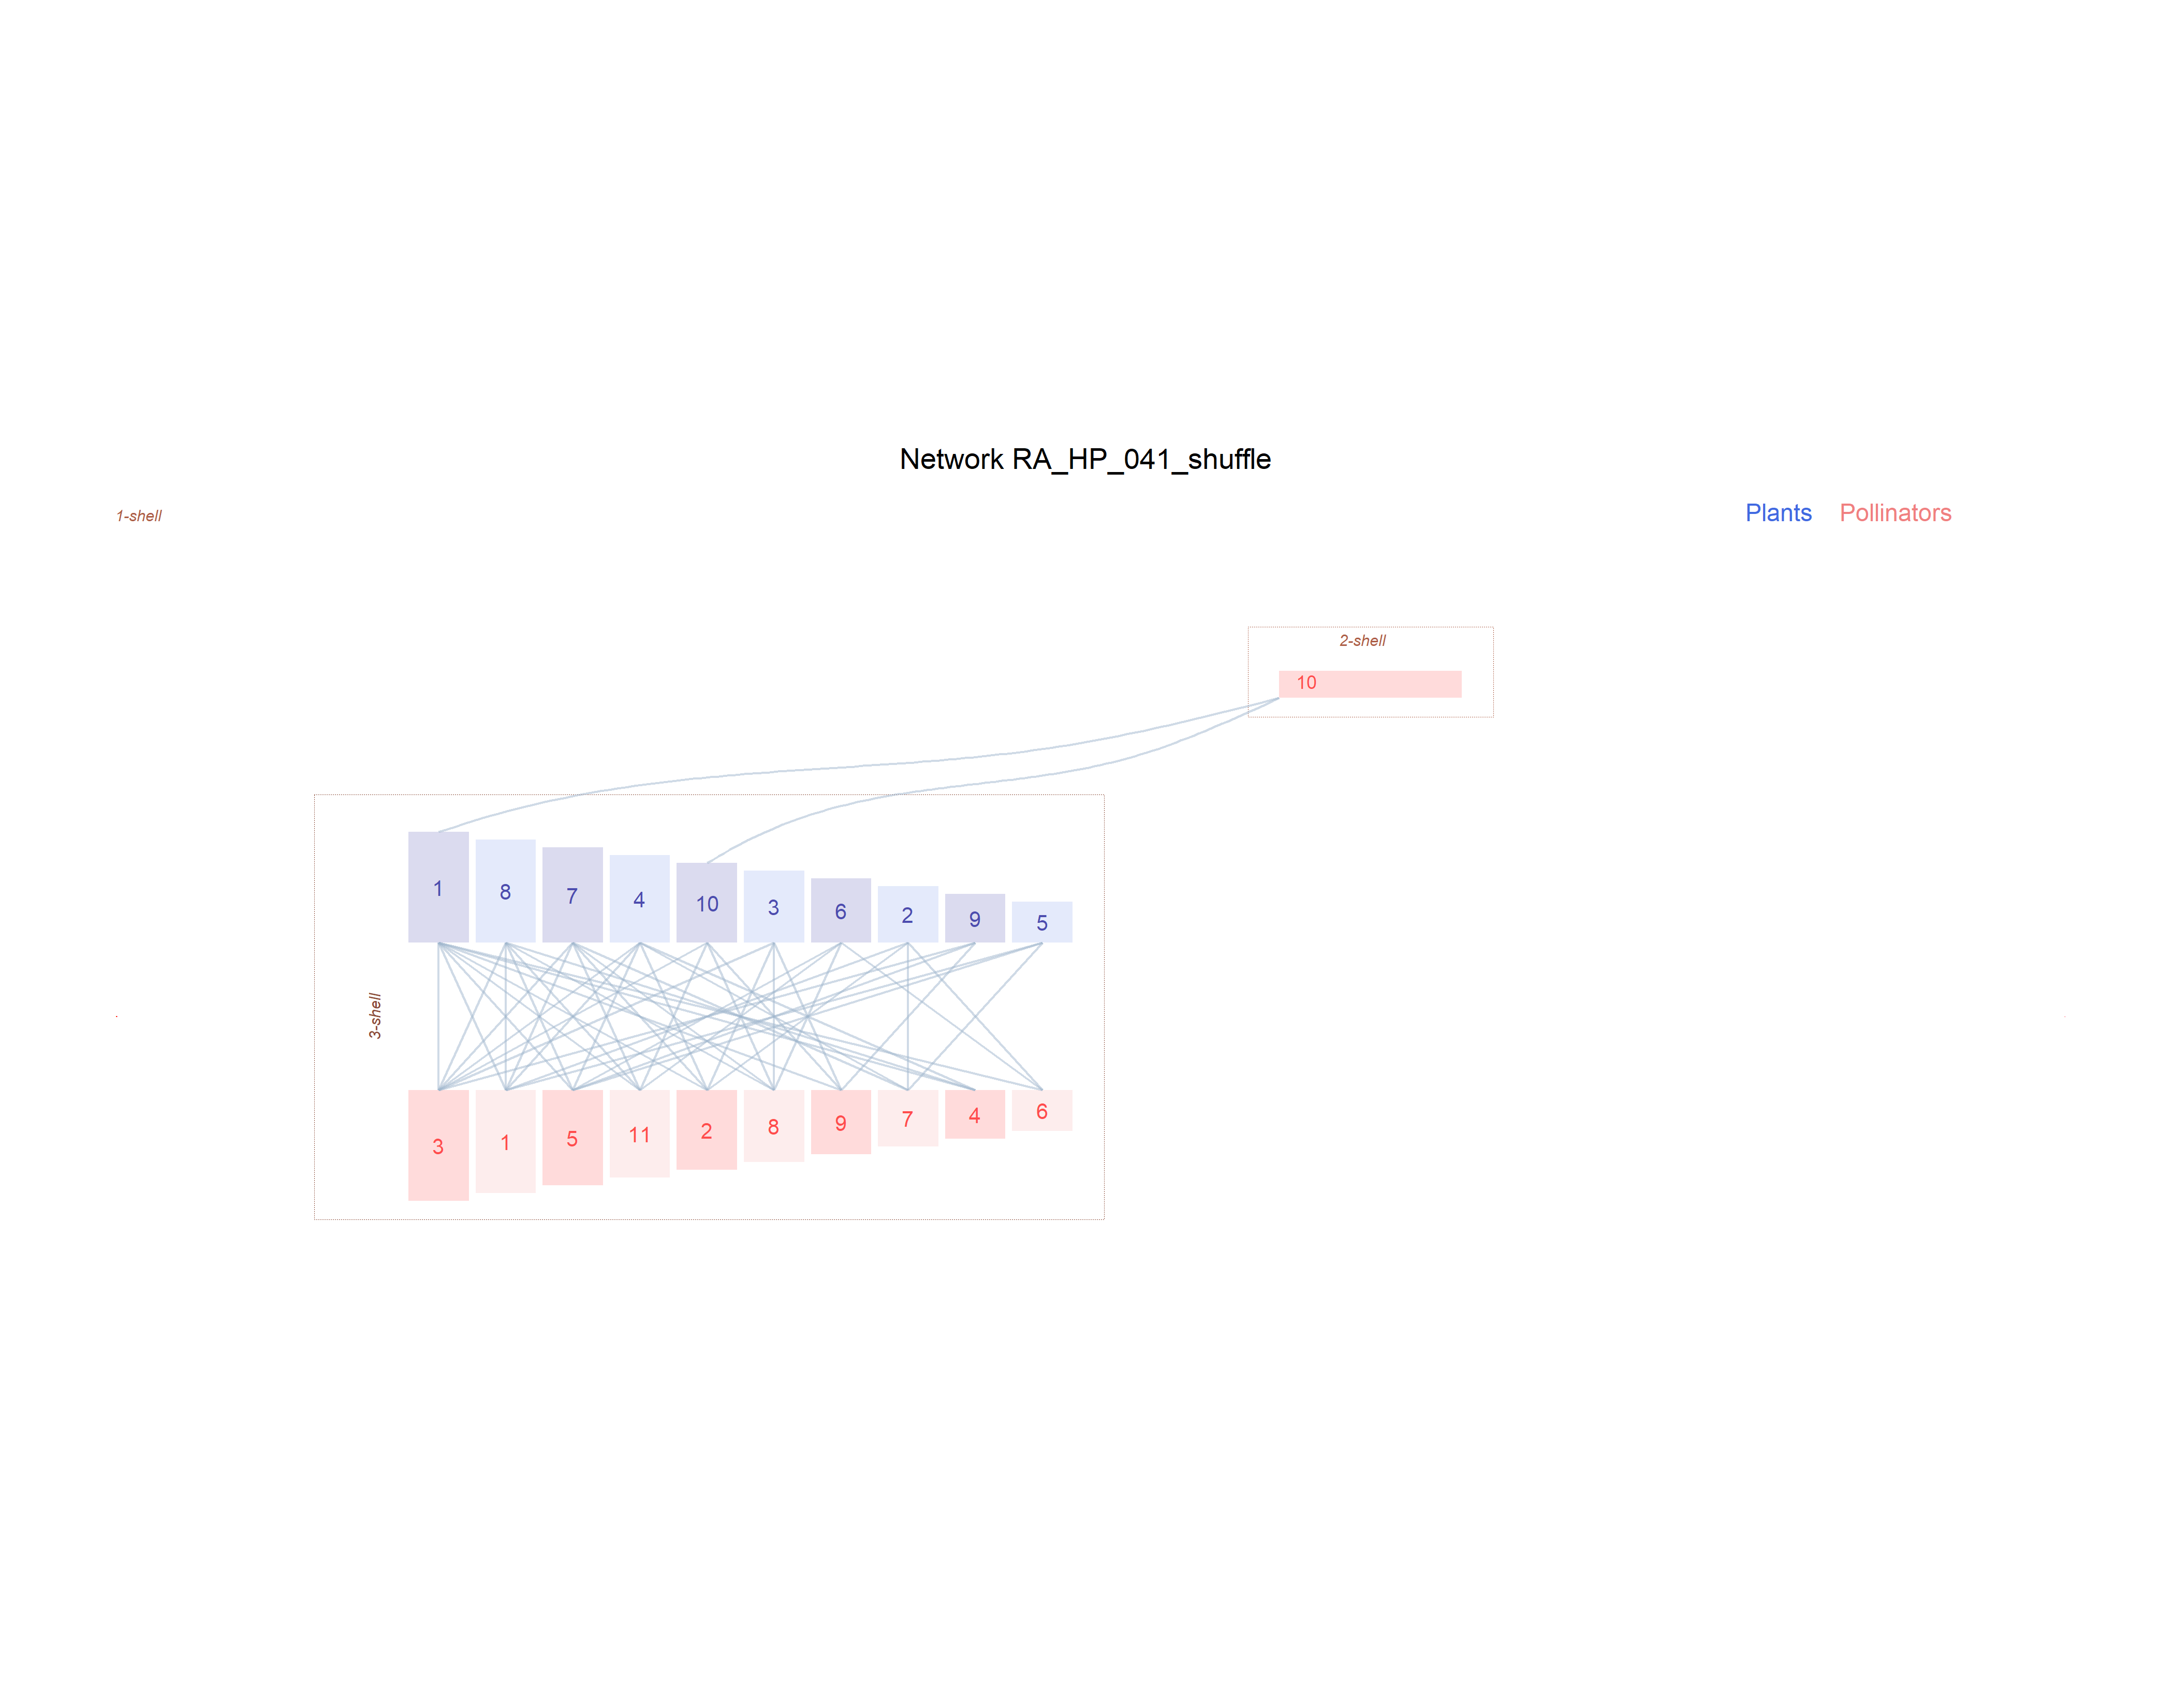 Network RA_HP_041_shuffle
1-shell
Plants Pollinators
2-shell
10
1 8 7 4 10 3 6 2 9 5
3-shell
3 1 5 11 2 8 9 7 4 6